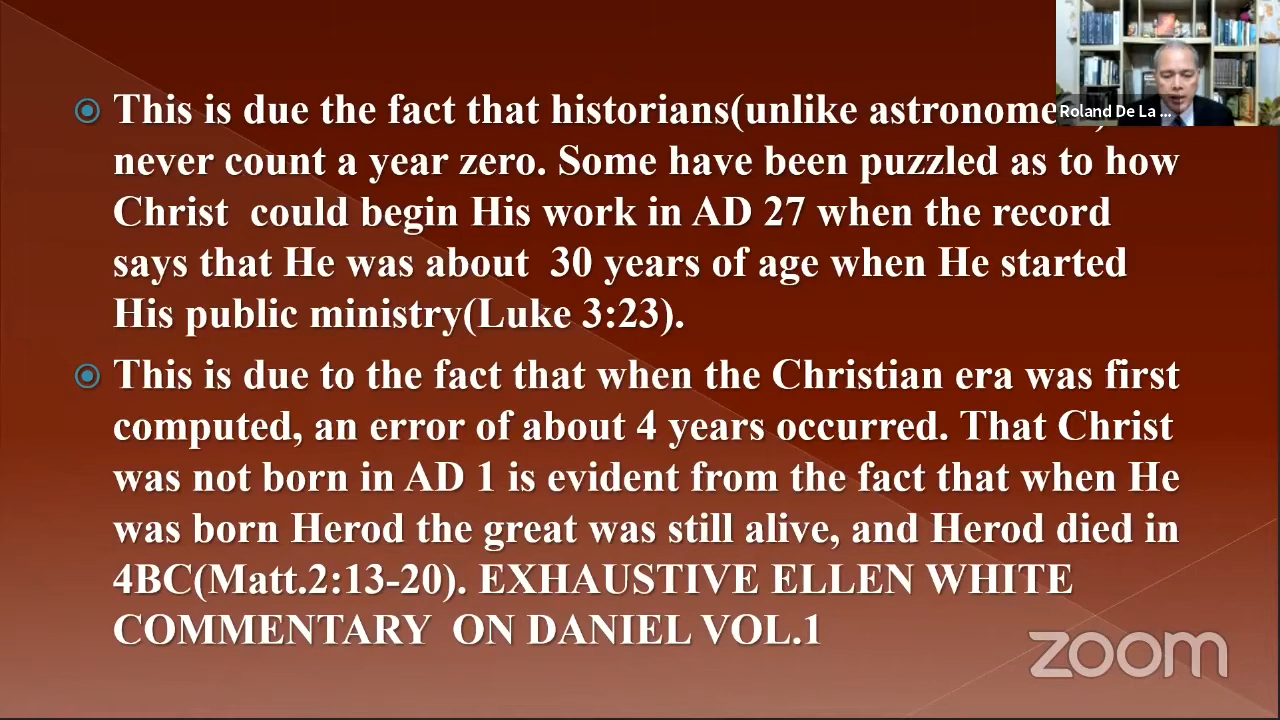 This is due the fact that historians(unlike astronome
Roland De La ...
never count a year zero. Some have been puzzled as to how
Christ could begin His work in AD 27 when the record
says that He was about 30 years of age when He started
His public ministry(Luke 3:23).
This is due to the fact that when the Christian era was first
computed, an error of about 4 years occurred. That Christ
was not born in AD 1 is evident from the fact that when He
was born Herod the great was still alive, and Herod died in
4BC(Matt.2:13-20). EXHAUSTIVE ELLEN WHITE
COMMENTARY ON DANIEL VOL.1
zoom